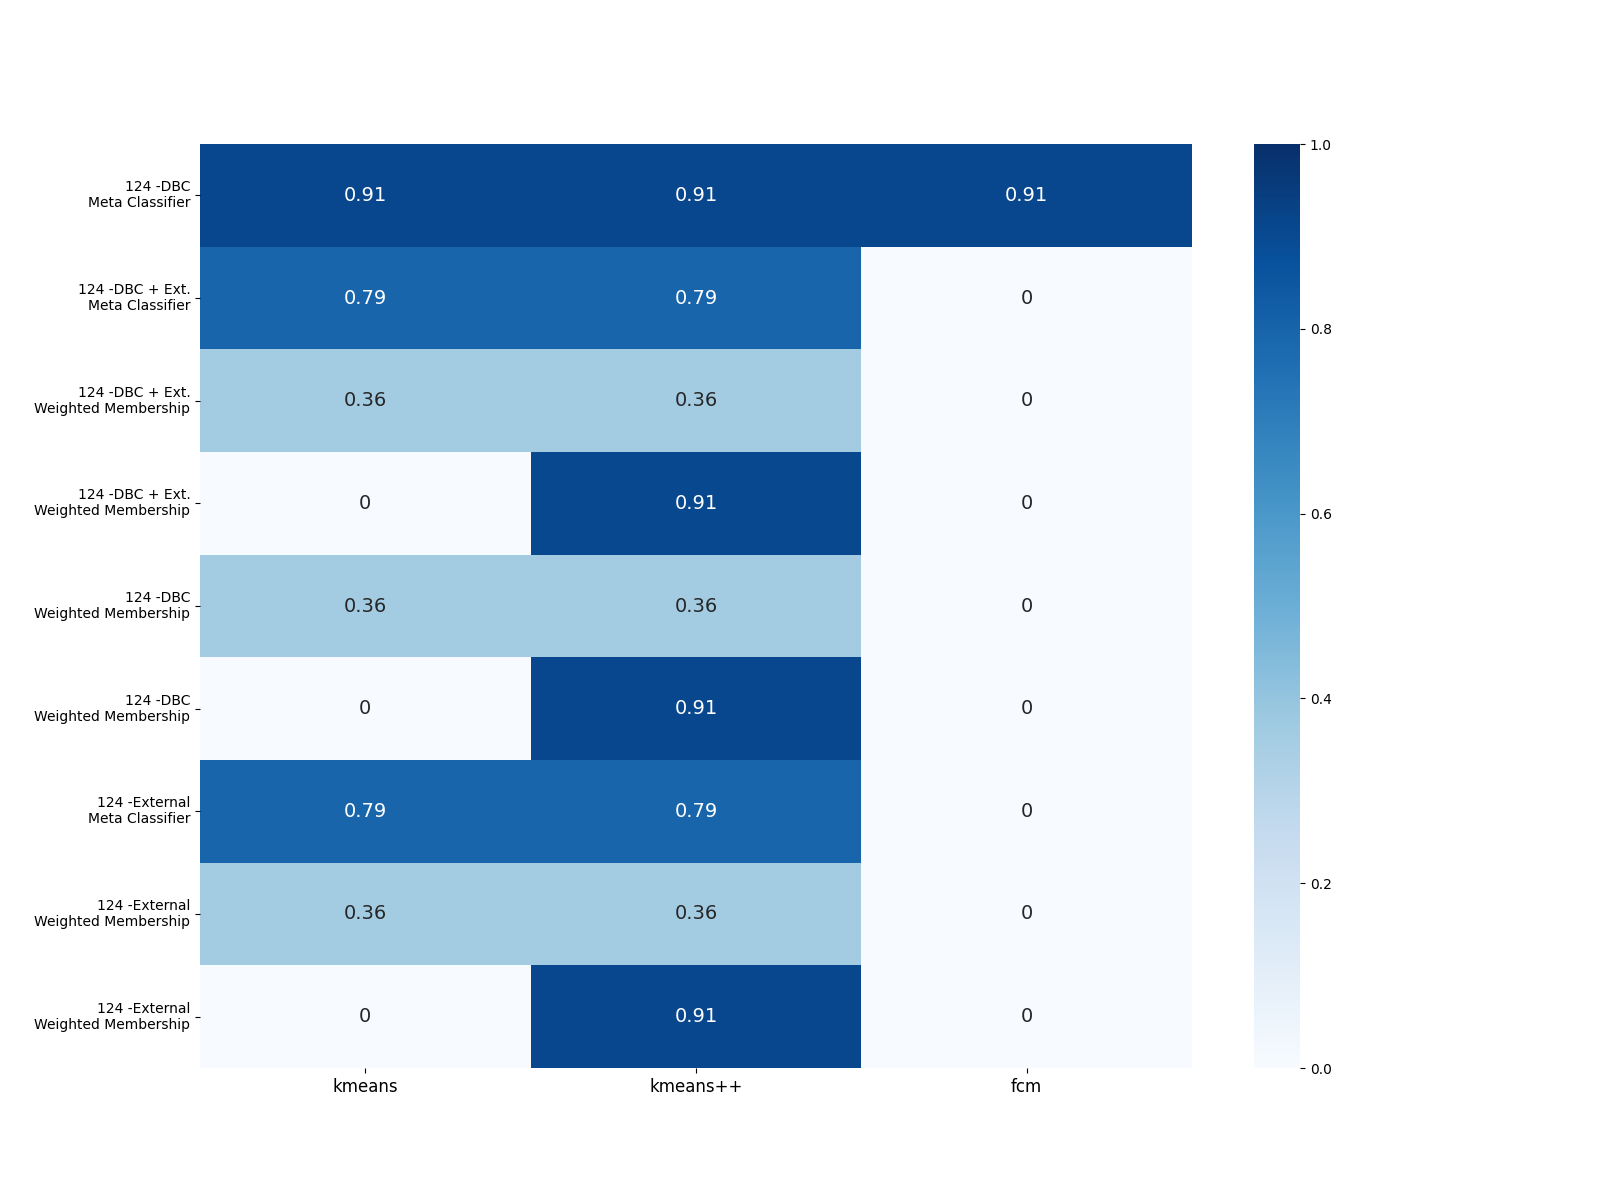 124 -DBC
Meta Classifier
0.91 0.91 0.91
124 -DBC + Ext.
Meta Classifier
0.79 0.79 0
124 -DBC + Ext.
Weighted Membership
0.36 0.36 0
124 -DBC + Ext.
Weighted Membership
0 0.91 0
124 -DBC
Weighted Membership
0.36 0.36 0
124 -DBC
Weighted Membership
0 0.91 0
124 -External
Meta Classifier
0.79 0.79 0
124 -External
Weighted Membership
0.36 0.36 0
124 -External
Weighted Membership
0 0.91 0
kmeans kmeans++ fcm
1.0
0.8
0.6
0.4
0.2
0.0